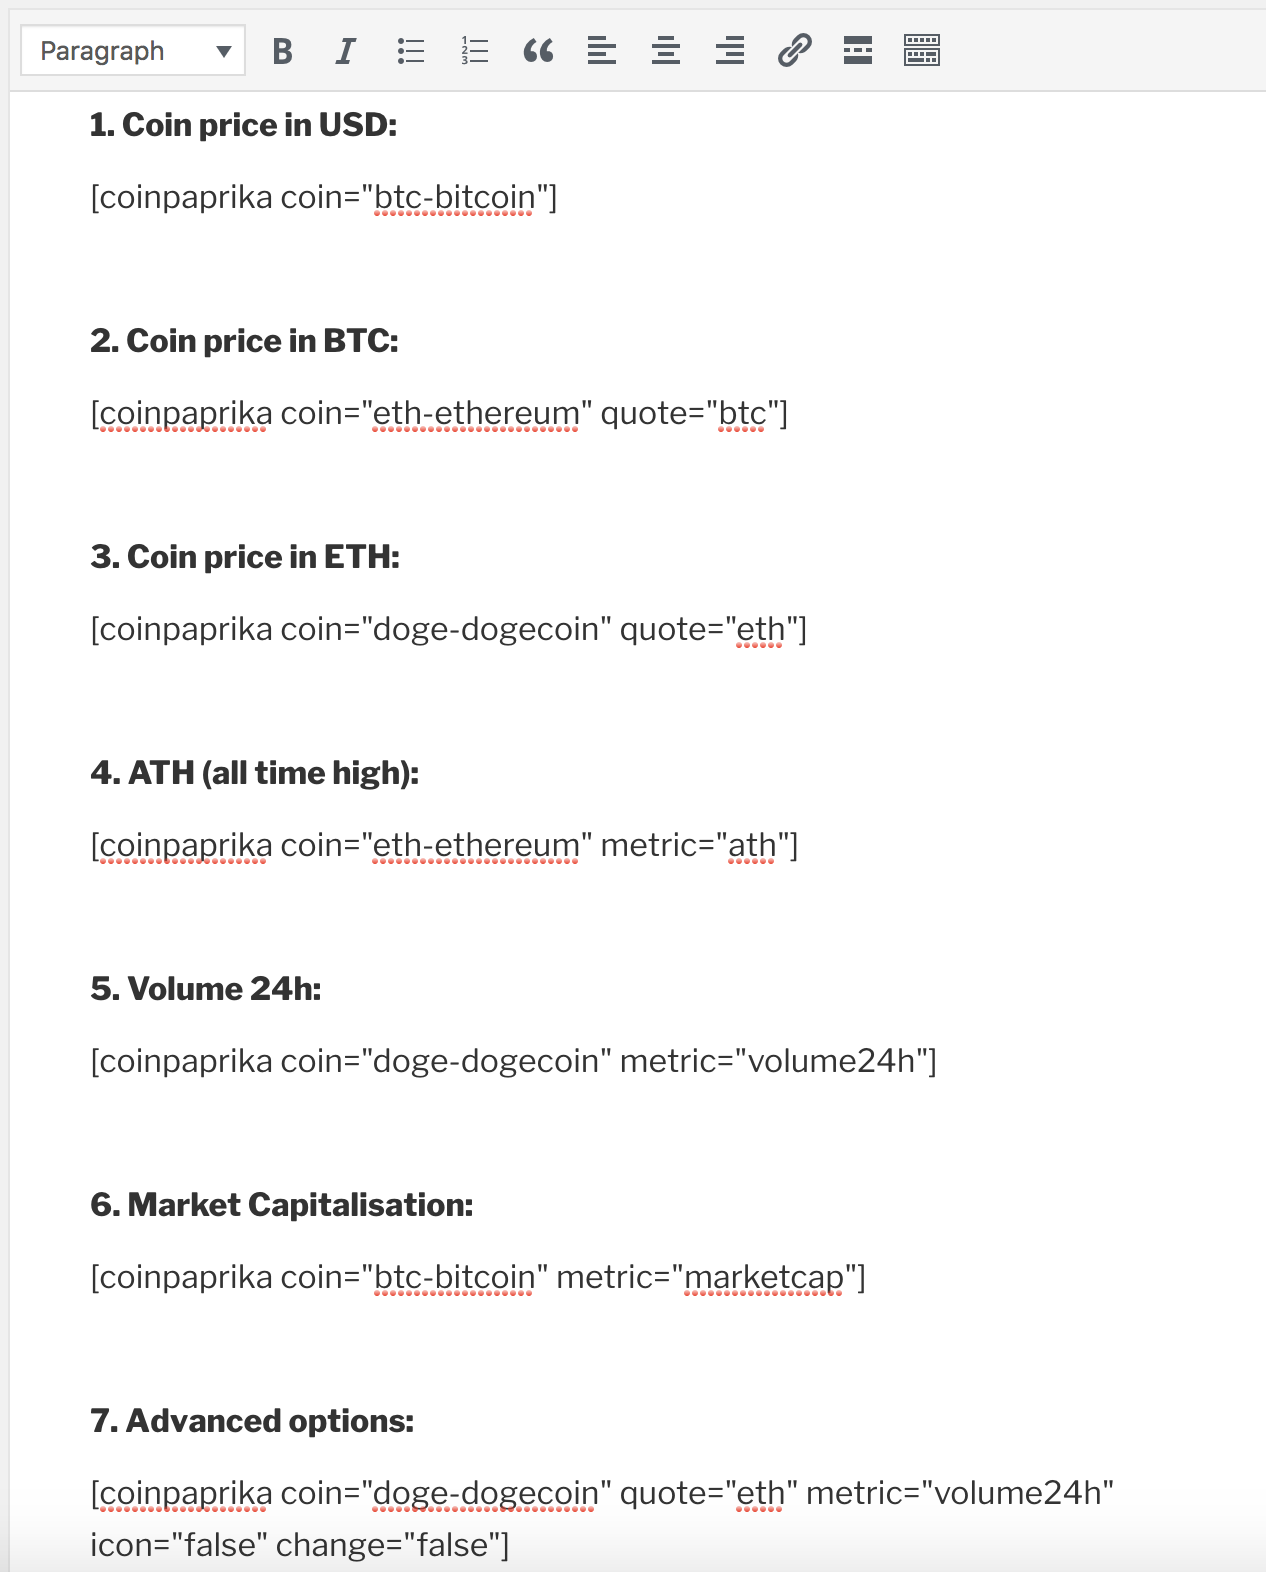 Paragraph
1. Coin price in USD:
[coinpaprika coin="btc-bitcoin"]
2. Coin price in BTC:
[coinpaprika coin="eth-ethereum" quote="btc"]
3. Coin price in ETH:
[coinpaprika coin="doge-dogecoin" quote="eth"]
4. ATH (all time high):
[coinpaprika coin="eth-ethereum" metric="ath"]
5. Volume 24h:
[coinpaprika coin="doge-dogecoin" metric="volume24h"]
6. Market Capitalisation:
[coinpaprika coin="btc-bitcoin" metric="marketcap"]
7. Advanced options:
[coinpaprika coin="doge-dogecoin" quote="eth" metric="volume24h"
icon="false" change="false"]